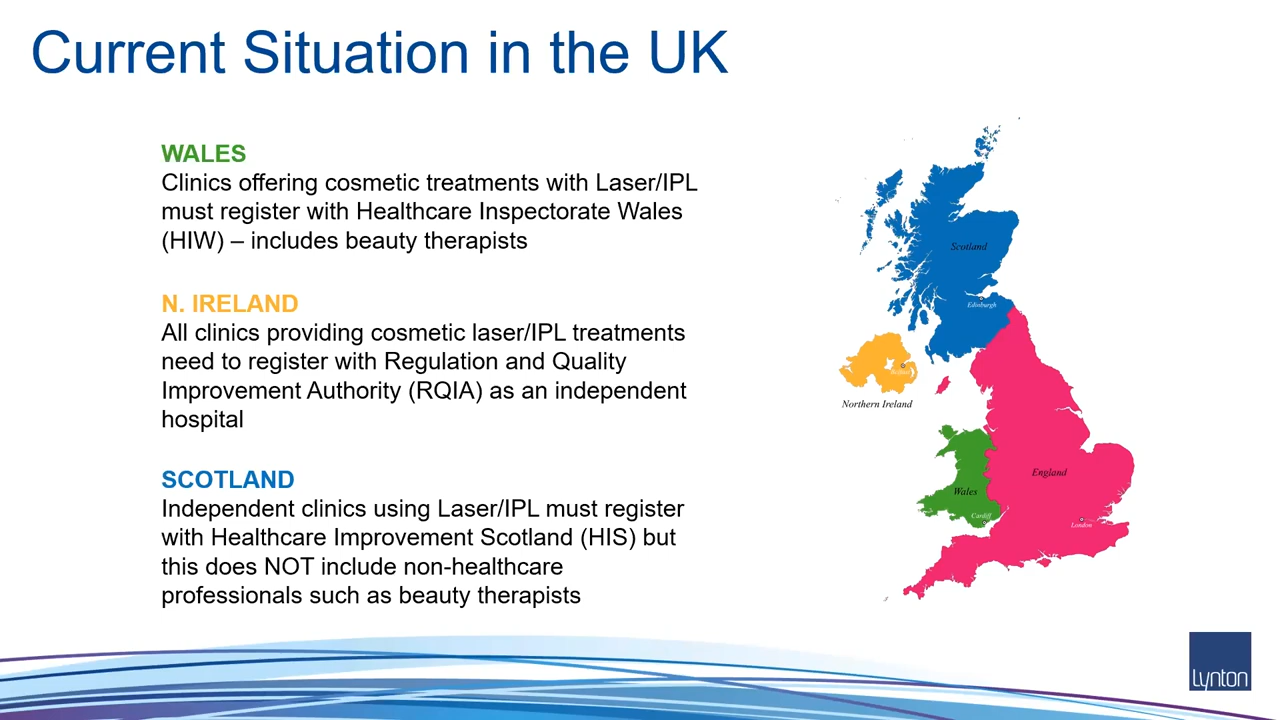 Current Situation in the UK
WALES
Clinics offering cosmetic treatments with Laser/IPL
must register with Healthcare Inspectorate Wales
(HIW) – includes beauty therapists
N. IRELAND
All clinics providing cosmetic laser/IPL treatments
need to register with Regulation and Quality
Improvement Authority (RQIA) as an independent
hospital
SCOTLAND
Independent clinics using Laser/IPL must register
with Healthcare Improvement Scotland (HIS) but
this does NOT include non-healthcare
professionals such as beauty therapists
Scotland
Edinburgh
Belfast
Northern Ireland
England
Wales
Cardiff
London
Lynton